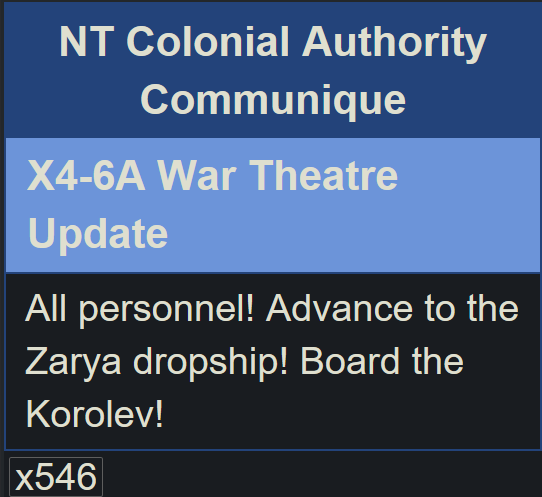 NT Colonial Authority
Communique
X4-6A War Theatre
Update
All personnel! Advance to the
Zarya dropship! Board the
Korolev!
x546